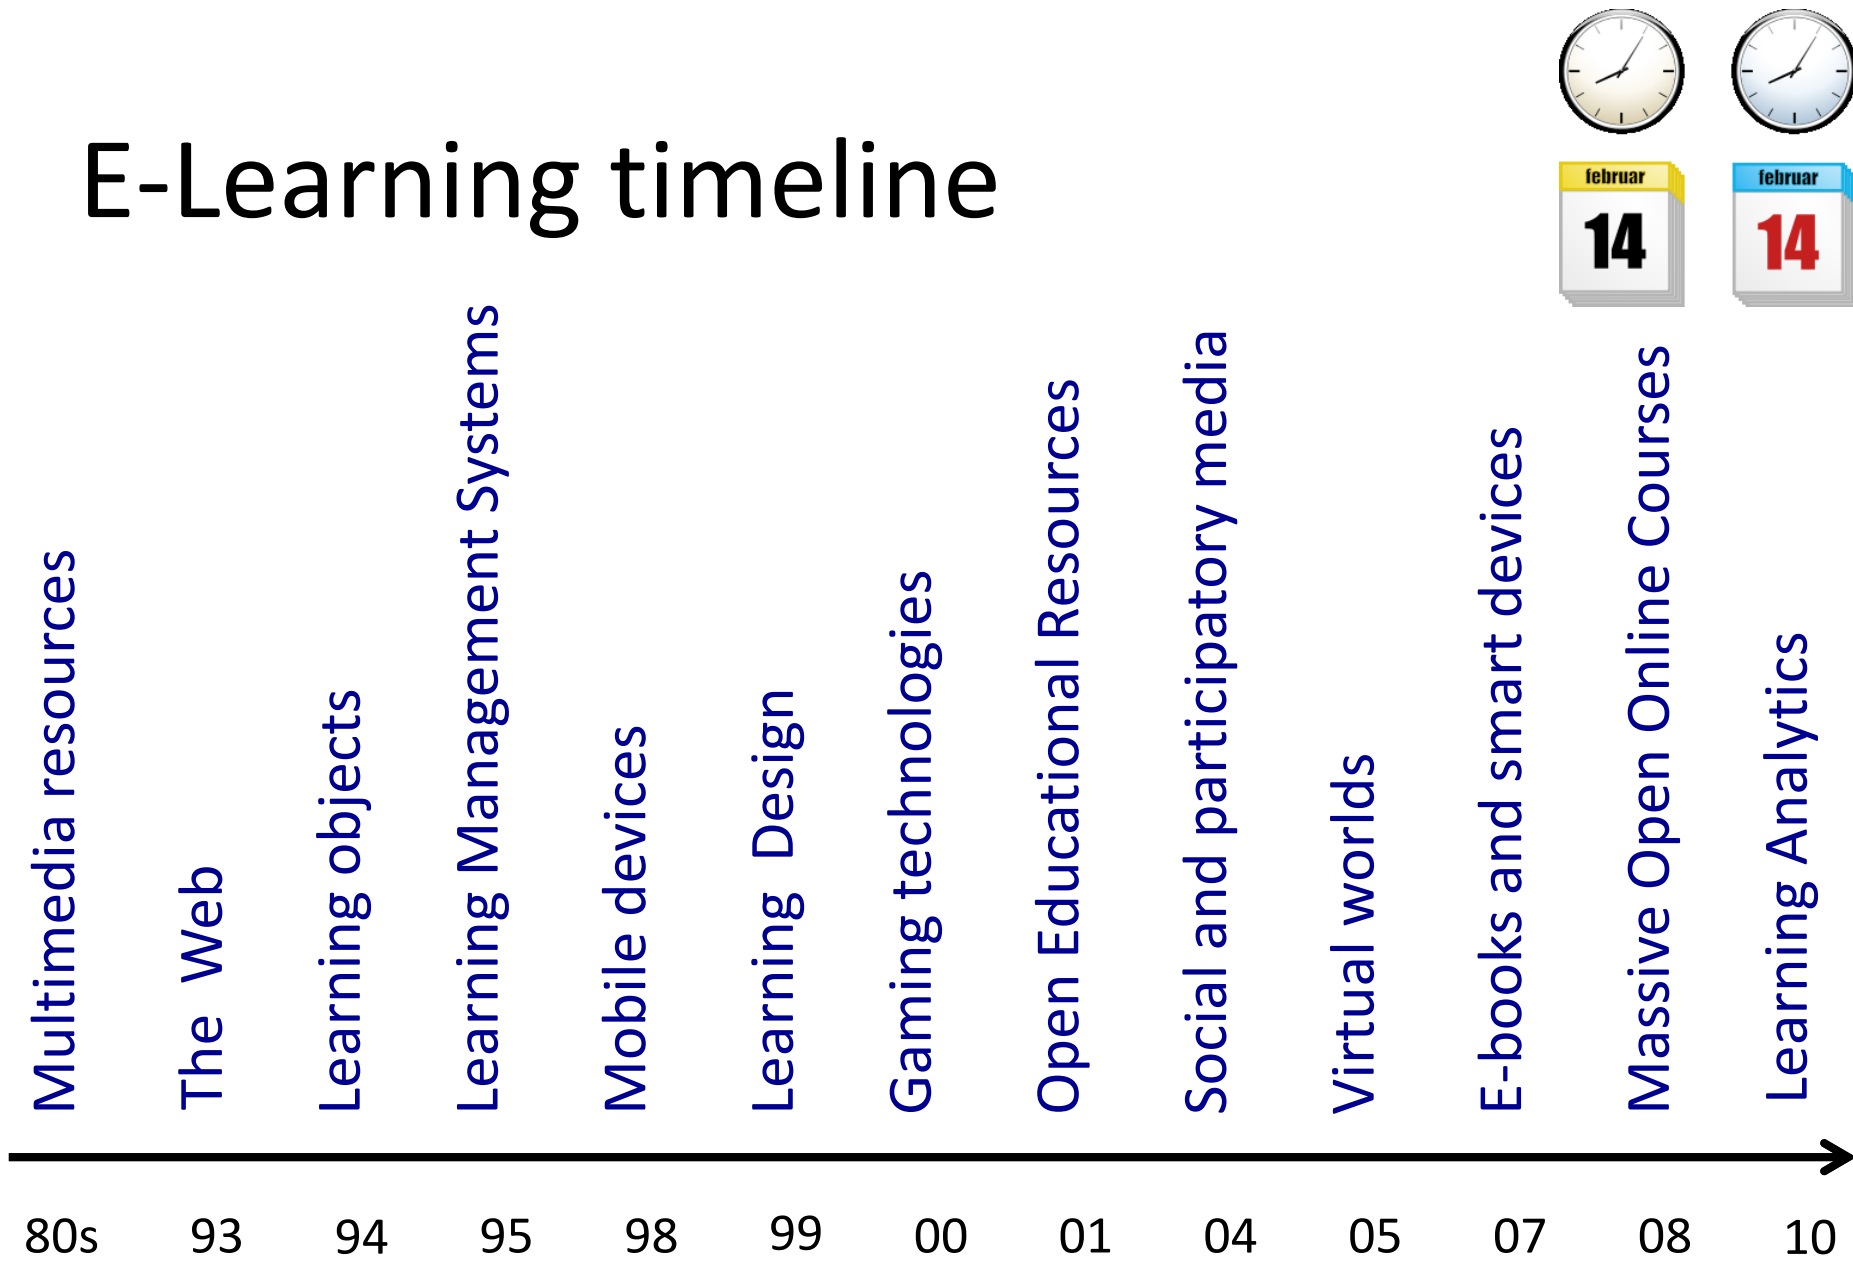 E-Learning timeline
februar
14
februar
14
Multimedia resources
The Web
Learning objects
Learning Management Systems
Mobile devices
Learning Design
Gaming technologies
Open Educational Resources
Social and participatory media
Virtual worlds
E-books and smart devices
Massive Open Online Courses
Learning Analytics
80s 93 94 95 98 99 00 01 04 05 07 08 10